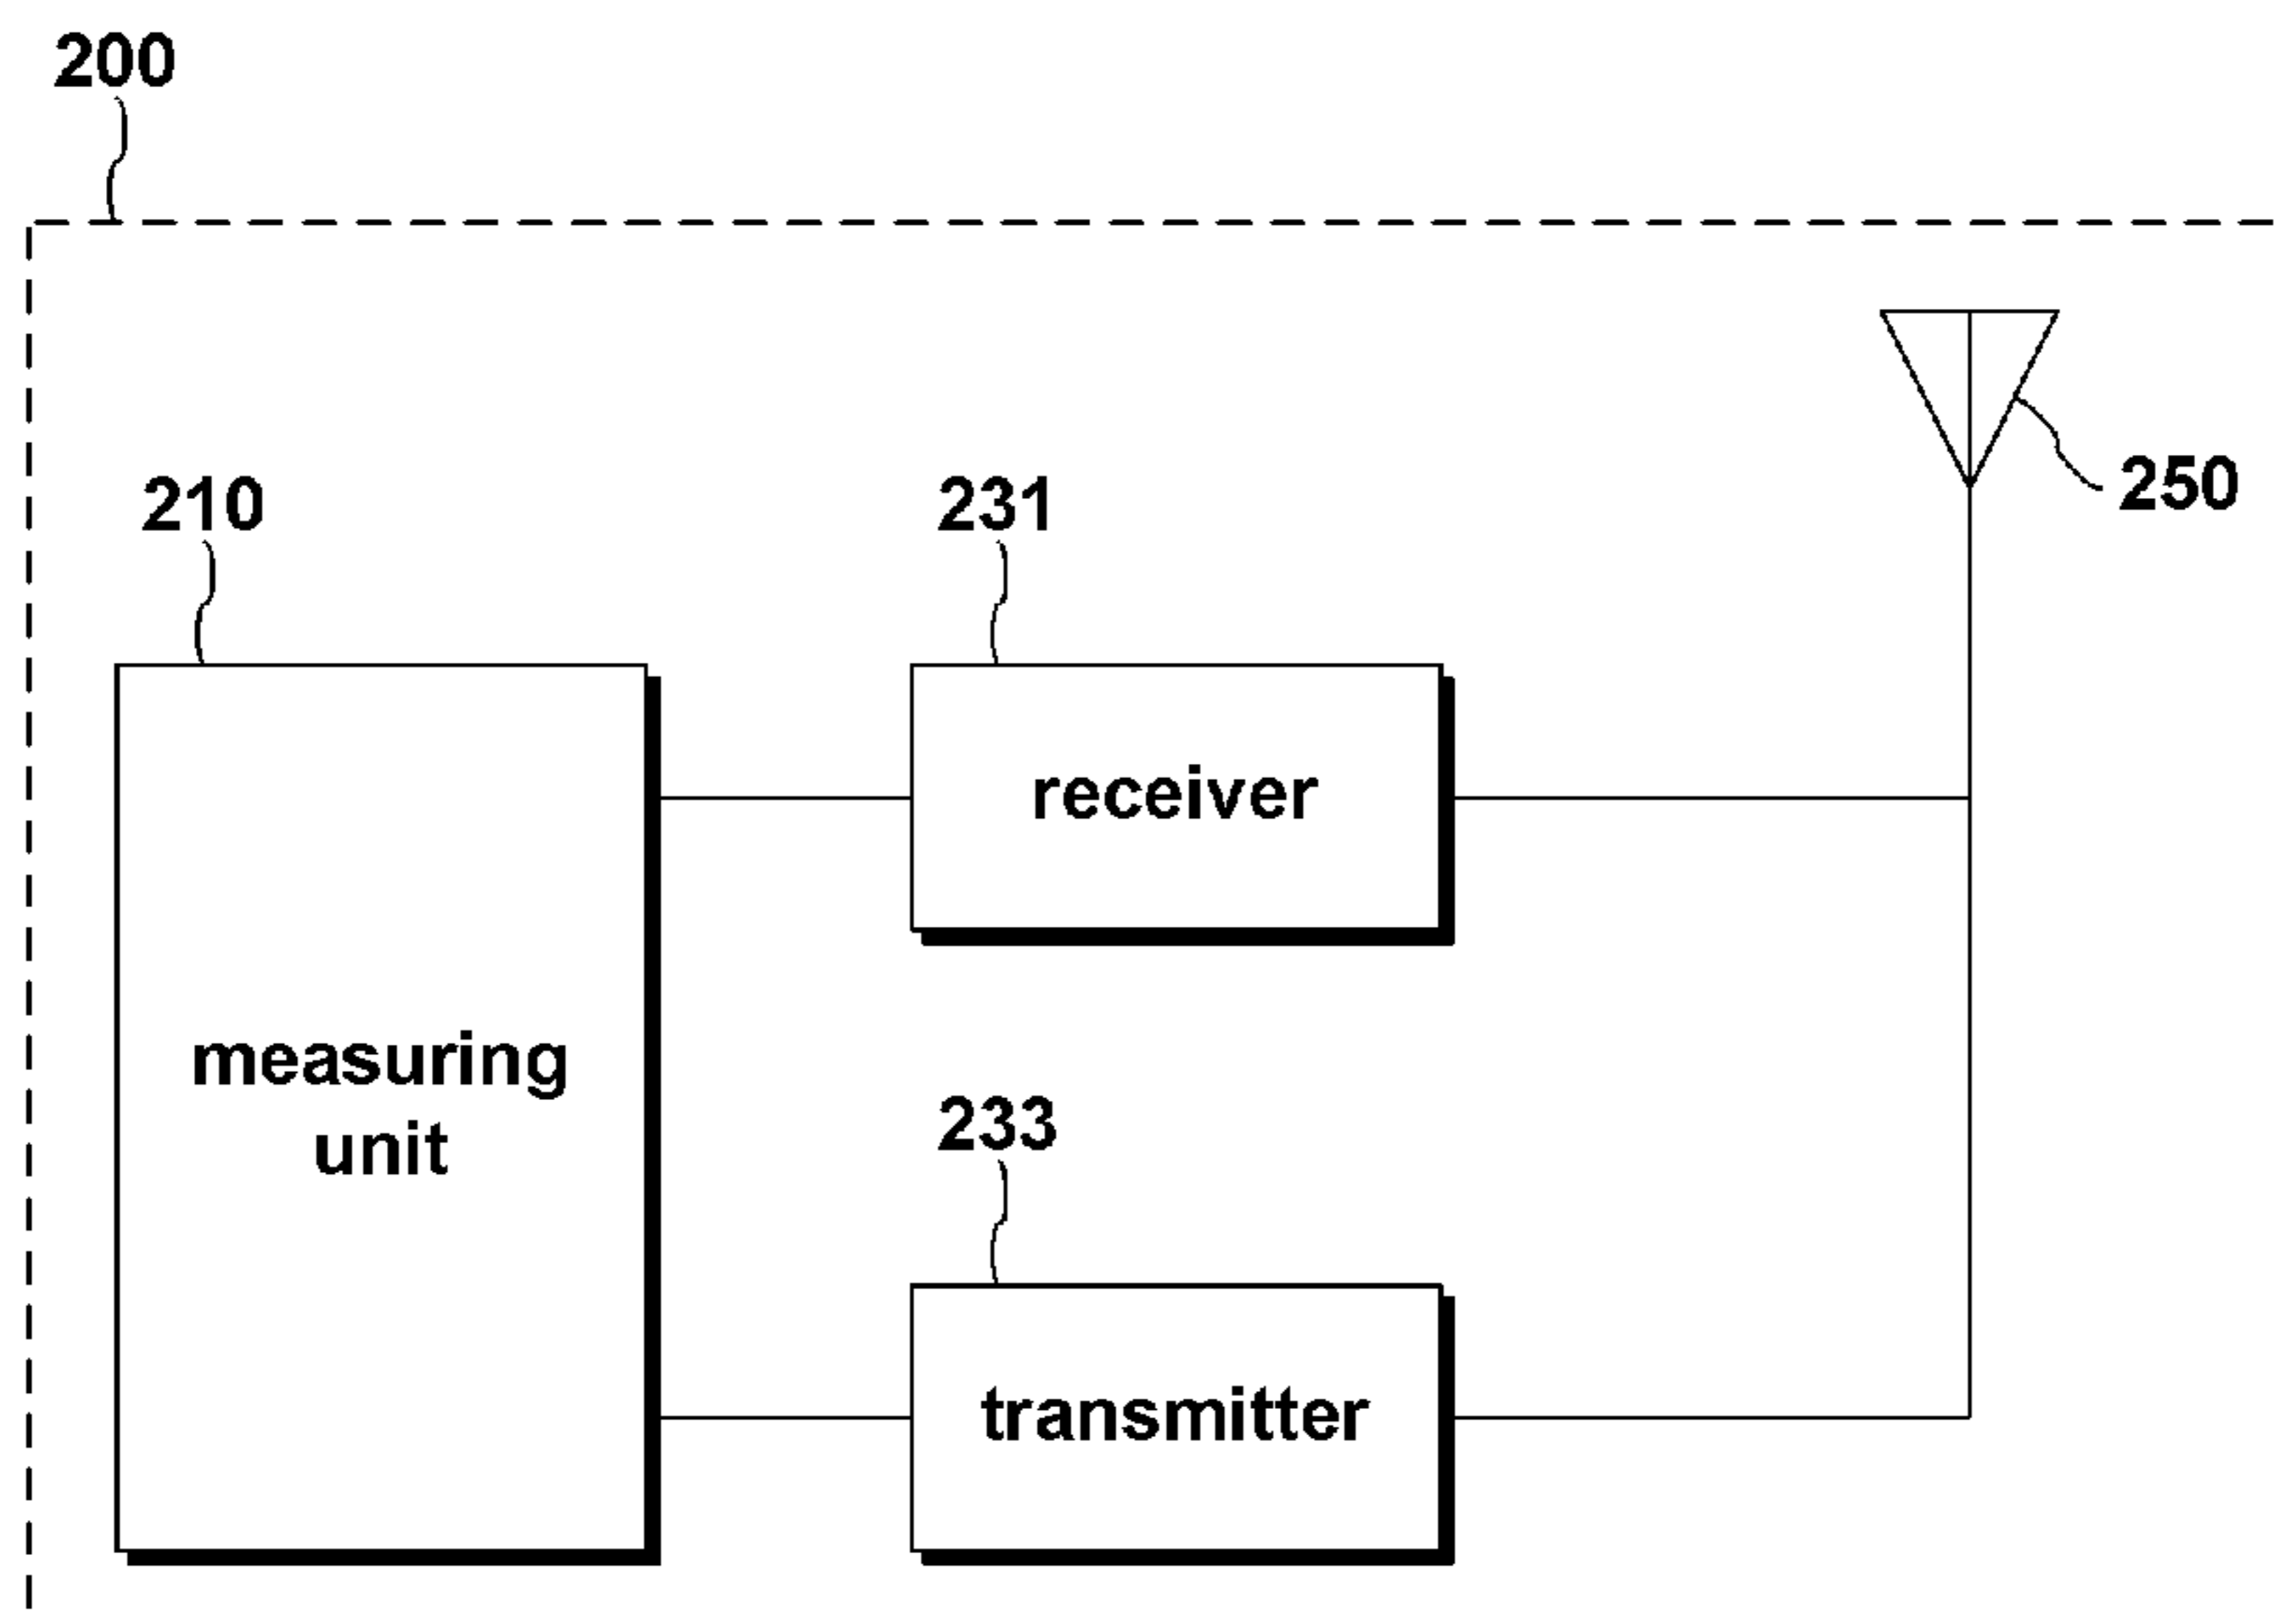 200
250
210
231
receiver
measuring
unit
233
transmitter